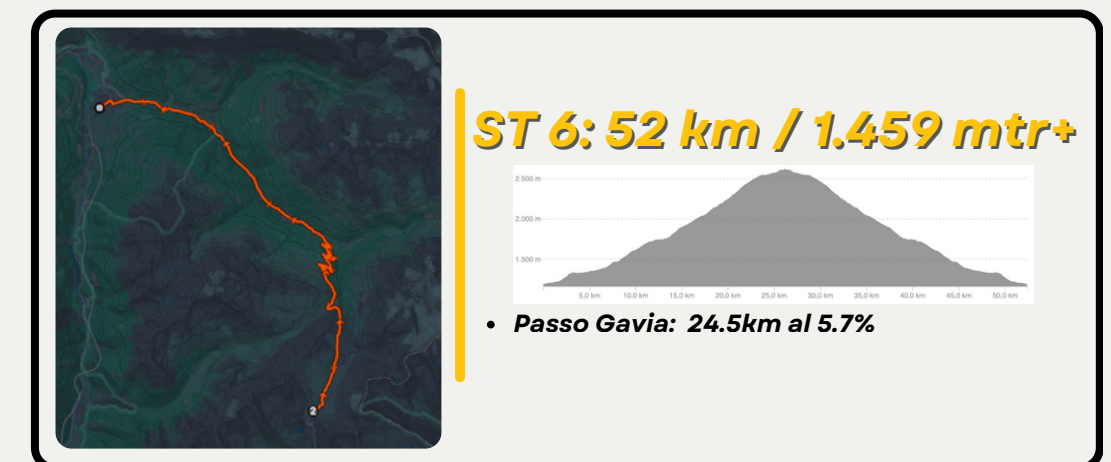 ST 6: 52 km / 1.459 mtr+
2.500 m
2.000 m
1.500 m
5,0 km 10,0 km 15,0 km 20,0 km 25,0 km 30,0 km 35,0 km 40,0 km 45,0 km 50,0 km
• Passo Gavia: 24.5km al 5.7%
2